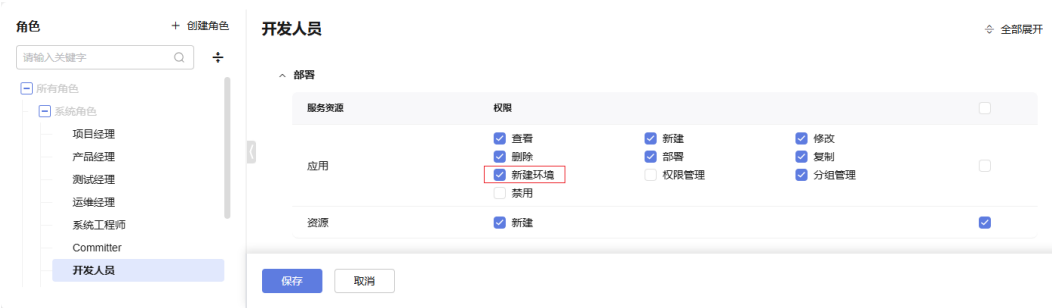 角色
+ 创建角色
请输入关键字
所有角色
系统角色
项目经理
产品经理
测试经理
运维经理
系统工程师
Committer
开发人员
开发人员
全部展开
部署
服务资源 权限
应用
查看 新建 修改
删除 部署 复制
新建环境 权限管理 分组管理
禁用
资源 新建
保存 取消